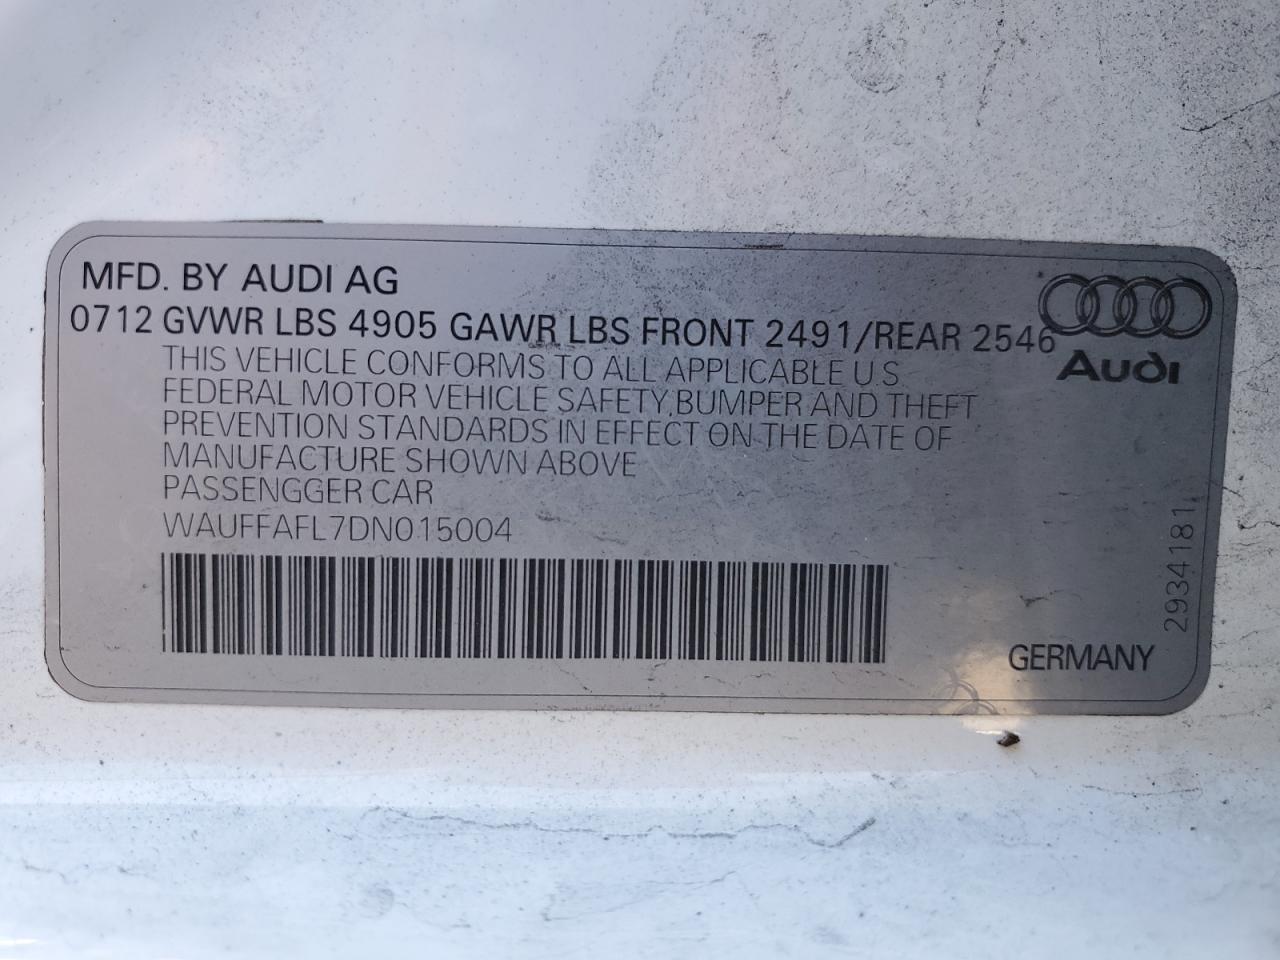 MFD. BY AUDI AG
0712 GVWR LBS 4905 GAWR LBS FRONT 2491/REAR 2546
Audi
THIS VEHICLE CONFORMS TO ALL APPLICABLE U S
FEDERAL MOTOR VEHICLE SAFETY,BUMPER AND THEFT
PREVENTION STANDARDS IN EFFECT ON THE DATE OF
MANUFACTURE SHOWN ABOVE
PASSENGGER CAR
WAUFFAFL7DN015004
2934181
GERMANY